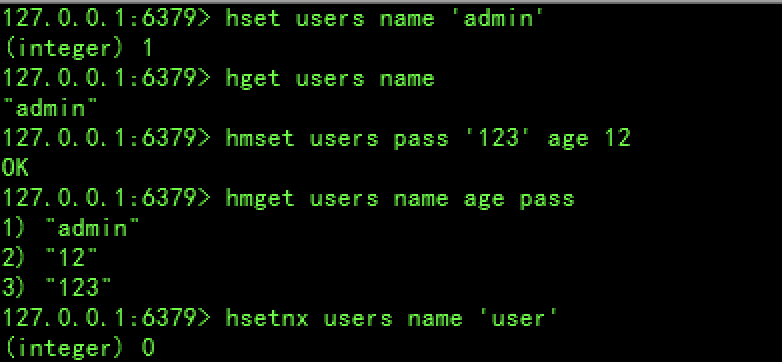 127.0.0.1:6379> hset users name 'admin'
(integer) 1
127.0.0.1:6379> hget users name
"admin"
127.0.0.1:6379> hmset users pass '123' age 12
OK
127.0.0.1:6379> hmget users name age pass
1) "admin"
2) "12"
3) "123"
127.0.0.1:6379> hsetnx users name 'user'
(integer) 0